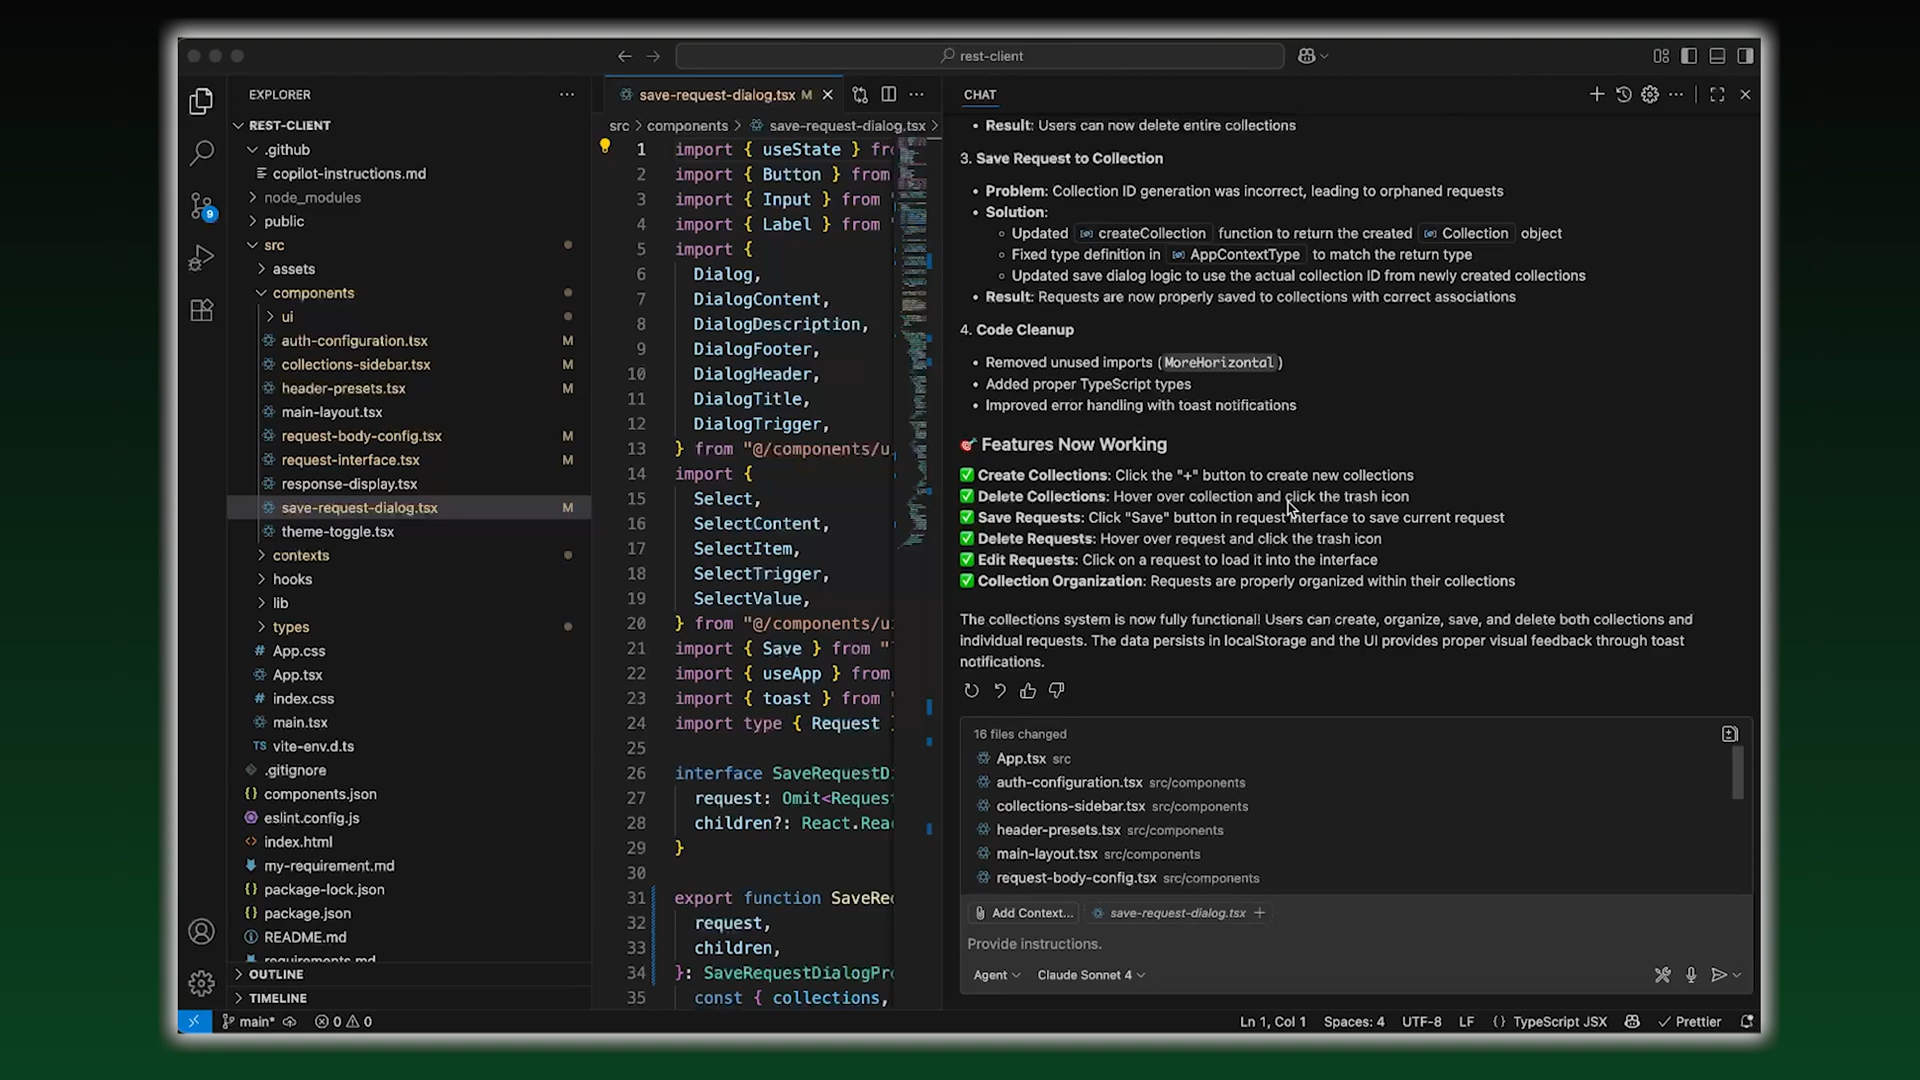 rest-client
EXPLORER
REST-CLIENT
.github
copilot-instructions.md
node_modules
public
9
src
assets
components
ui
auth-configuration.tsx M
collections-sidebar.tsx M
header-presets.tsx M
main-layout.tsx
request-body-config.tsx M
request-interface.tsx M
response-display.tsx
save-request-dialog.tsx M
theme-toggle.tsx
contexts
hooks
lib
types
# App.css
App.tsx
# index.css
main.tsx
TS vite-env.d.ts
.gitignore
{} components.json
eslint.config.js
<> index.html
my-requirement.md
{} package-lock.json
{} package.json
README.md
requirements.md
OUTLINE
TIMELINE
save-request-dialog.tsx M
src > components > save-request-dialog.tsx >
1 import { useState } fr
2 import { Button } from
3 import { Input } from
4 import { Label } from
5 import {
6 Dialog,
7 DialogContent,
8 DialogDescription,
9 DialogFooter,
10 DialogHeader,
11 DialogTitle,
12 DialogTrigger,
13 } from "@/components/u
14 import {
15 Select,
16 SelectContent,
17 SelectItem,
18 SelectTrigger,
19 SelectValue,
20 } from "@/components/u
21 import { Save } from "
22 import { useApp } from
23 import { toast } from
24 import type { Request
25
26 interface SaveRequestD
27 request: Omit<Request
28 children?: React.Reac
29 }
30
31 export function SaveRe
32 request,
33 children,
34 }: SaveRequestDialogPr
35 const { collections,
CHAT
• Result: Users can now delete entire collections
3. Save Request to Collection
• Problem: Collection ID generation was incorrect, leading to orphaned requests
• Solution:
Updated createCollection function to return the created Collection object
Fixed type definition in AppContextType to match the return type
Updated save dialog logic to use the actual collection ID from newly created collections
• Result: Requests are now properly saved to collections with correct associations
4. Code Cleanup
• Removed unused imports (MoreHorizontal)
• Added proper TypeScript types
• Improved error handling with toast notifications
🎯 Features Now Working
✅ Create Collections: Click the "+" button to create new collections
✅ Delete Collections: Hover over collection and click the trash icon
✅ Save Requests: Click "Save" button in request interface to save current request
✅ Delete Requests: Hover over request and click the trash icon
✅ Edit Requests: Click on a request to load it into the interface
✅ Collection Organization: Requests are properly organized within their collections
The collections system is now fully functional! Users can create, organize, save, and delete both collections and
individual requests. The data persists in localStorage and the UI provides proper visual feedback through toast
notifications.
16 files changed
App.tsx src
auth-configuration.tsx src/components
collections-sidebar.tsx src/components
header-presets.tsx src/components
main-layout.tsx src/components
request-body-config.tsx src/components
Add Context... save-request-dialog.tsx +
Provide instructions.
Agent Claude Sonnet 4
main* 0 0
Ln 1, Col 1 Spaces: 4 UTF-8 LF {} TypeScript JSX Prettier